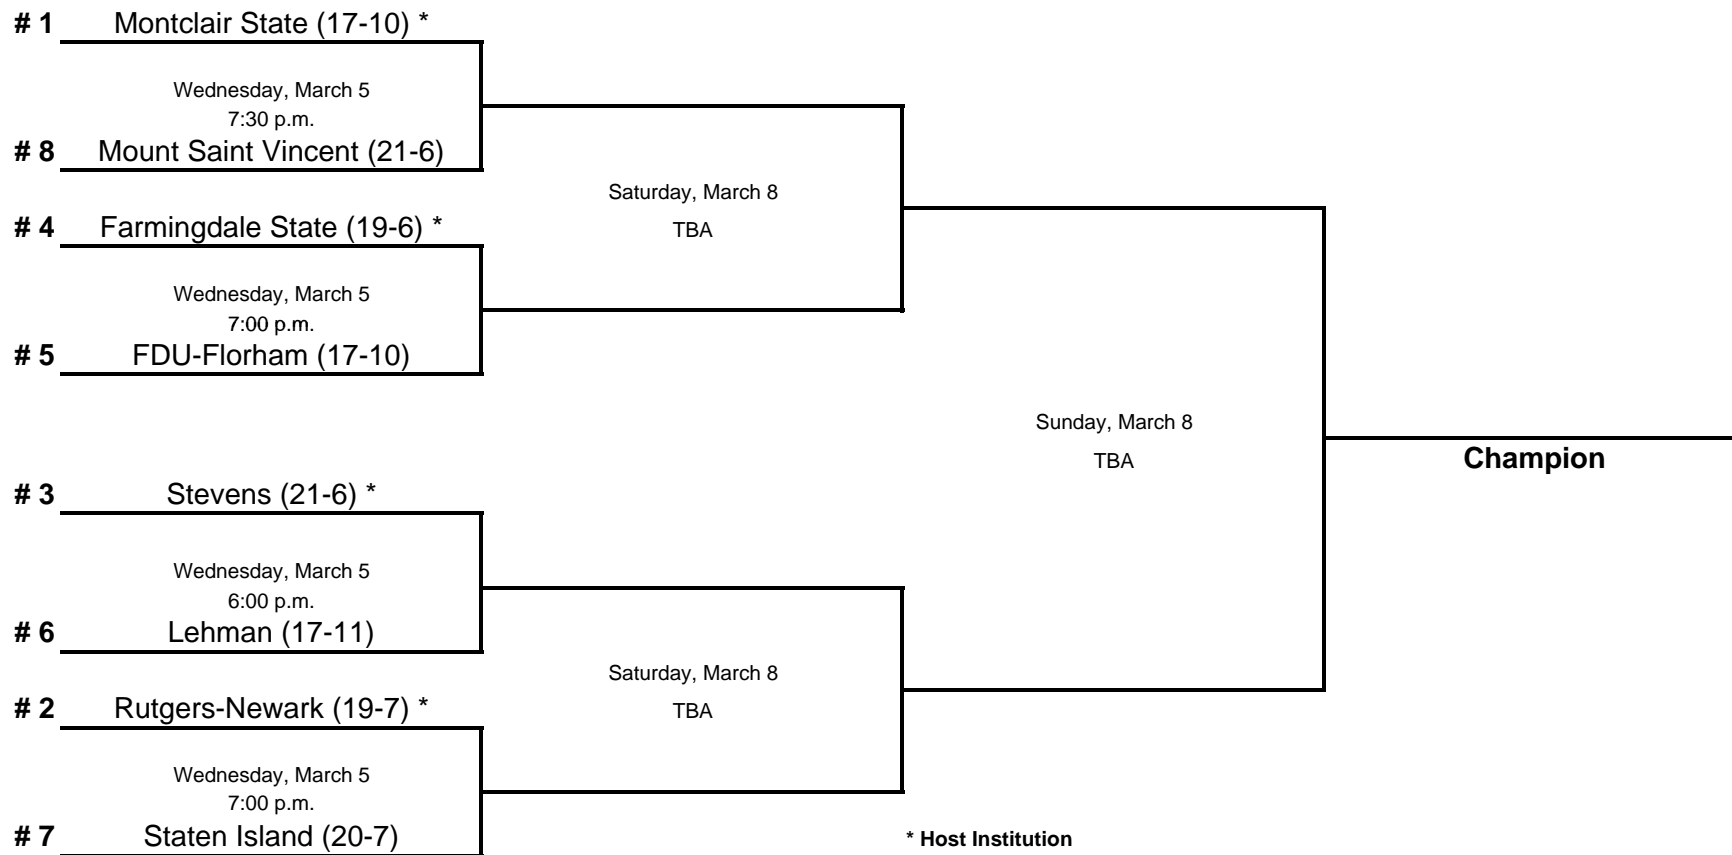 # 1 Montclair State (17-10) *
Wednesday, March 5
7:30 p.m.
# 8 Mount Saint Vincent (21-6)
Saturday, March 8
TBA
# 4 Farmingdale State (19-6) *
Wednesday, March 5
7:00 p.m.
# 5 FDU-Florham (17-10)
Sunday, March 8
TBA
Champion
# 3 Stevens (21-6) *
Wednesday, March 5
6:00 p.m.
# 6 Lehman (17-11)
Saturday, March 8
TBA
# 2 Rutgers-Newark (19-7) *
Wednesday, March 5
7:00 p.m.
# 7 Staten Island (20-7)
* Host Institution